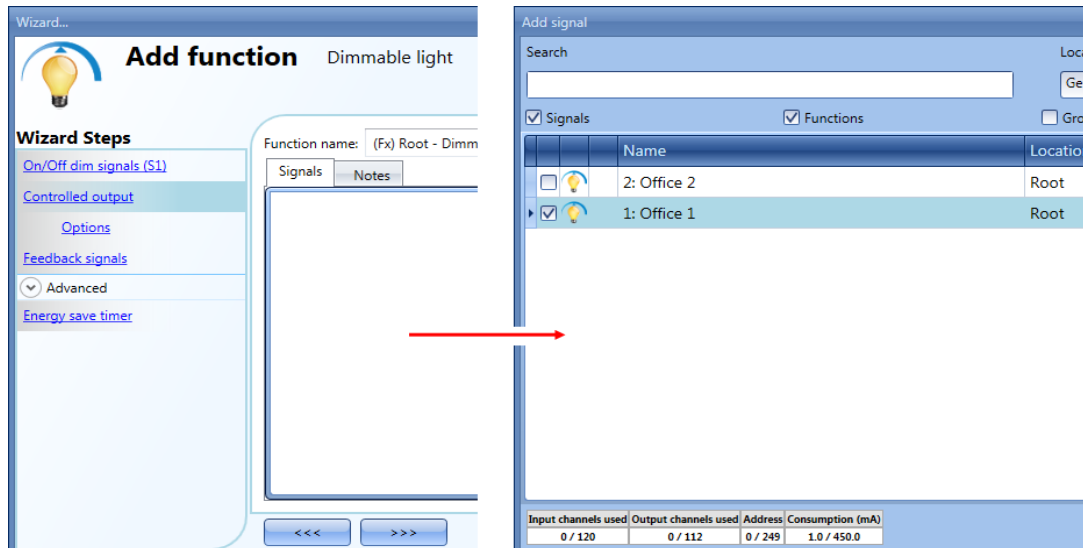 Wizard...
Add function Dimmable light
Wizard Steps
On/Off dim signals (S1)
Controlled output
Options
Feedback signals
Advanced
Energy save timer
Function name: (Fx) Root - Dimm
Signals Notes
<<< >>>
Add signal
Search Loca
Ge
Signals Functions Gro
Name Location
2: Office 2 Root
1: Office 1 Root
Input channels used Output channels used Address Consumption (mA)
0 / 120 0 / 112 0 / 249 1.0 / 450.0